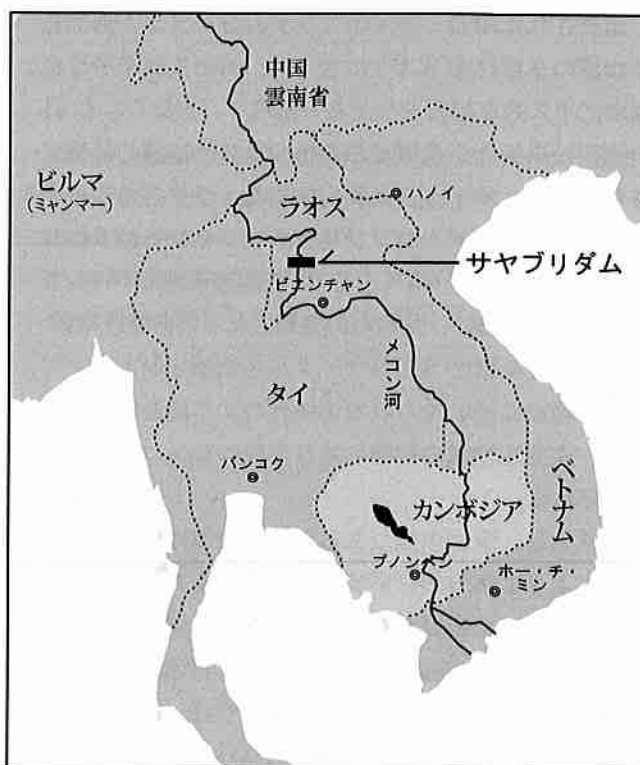 中国
雲南省
ビルマ
(ミャンマー)
ラオス
ハノイ
サヤブリダム
ビエンチャン
メコン河
タイ
バンコク
カンボジア
ベトナム
プノンペン
ホー・チ・
ミン